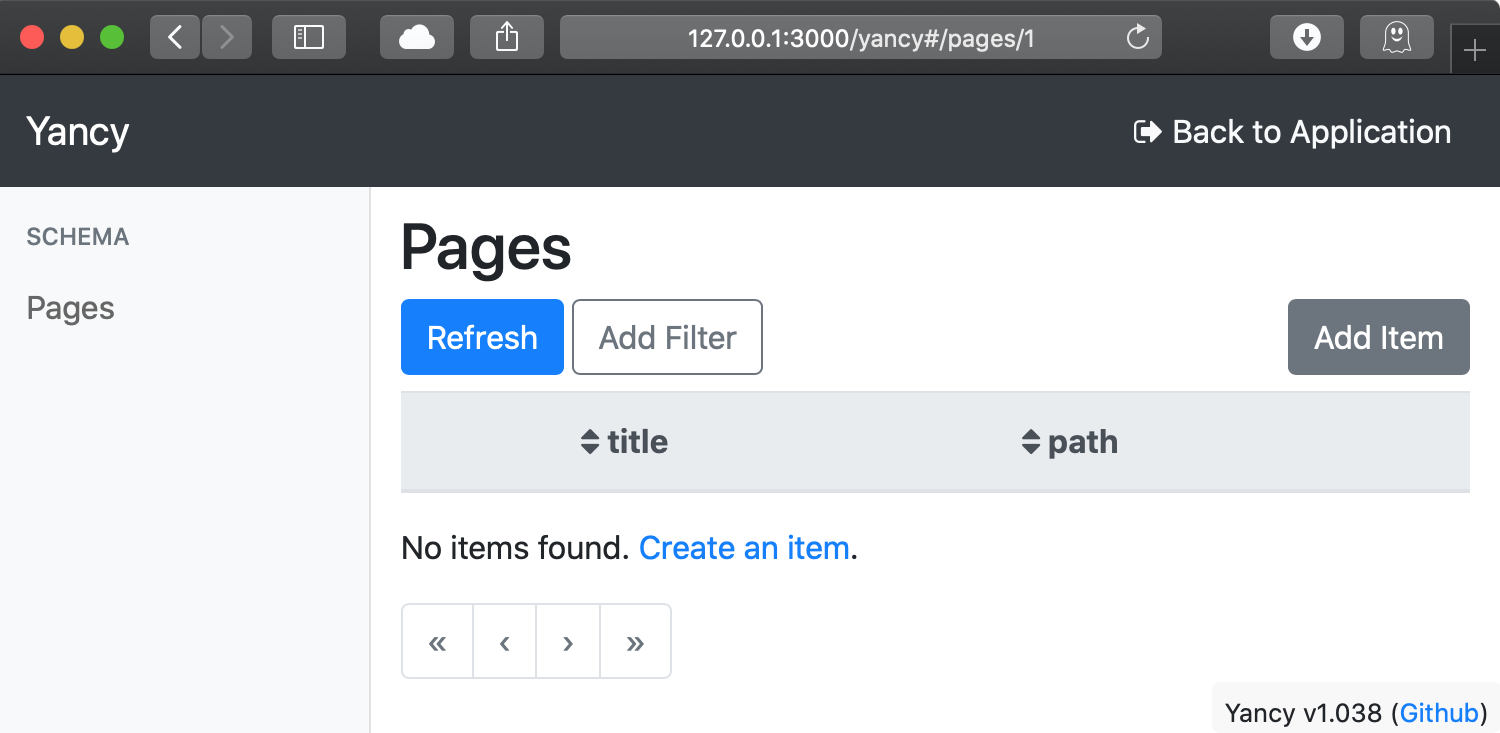 127.0.0.1:3000/yancy#/pages/1
Yancy
Back to Application
SCHEMA
Pages
Pages
Refresh
Add Filter
Add Item
title
path
No items found. Create an item.
« ‹ › »
Yancy v1.038 (Github)